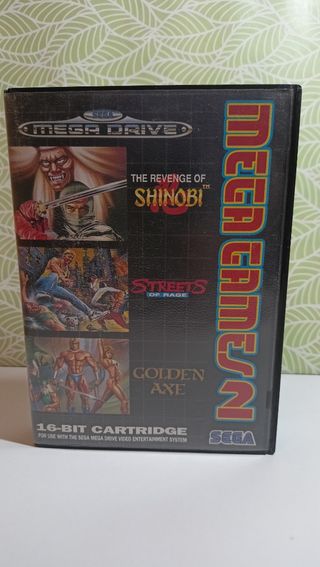 SEGA
MEGA DRIVE
MEGA GAMES 2
THE REVENGE OF
SHINOBI™
STREETS
OF RAGE
GOLDEN
AXE
16-BIT CARTRIDGE
FOR USE WITH THE SEGA MEGA DRIVE VIDEO ENTERTAINMENT SYSTEM
SEGA